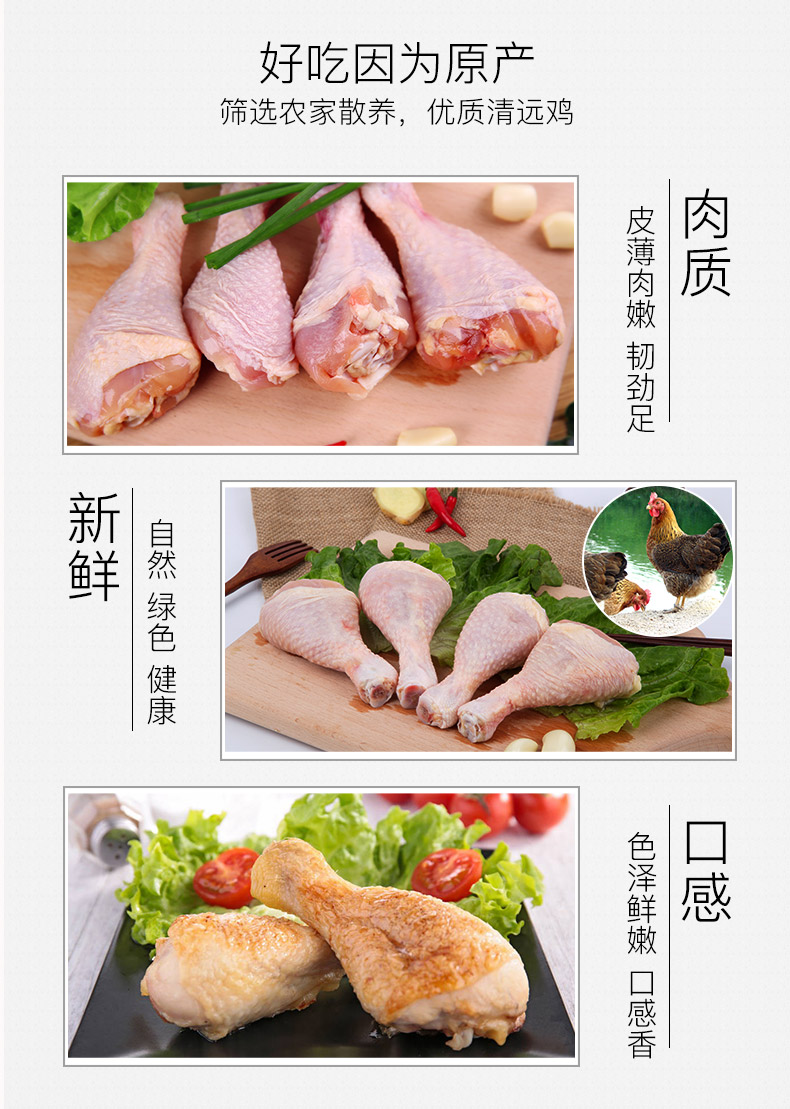 好吃因为原产
筛选农家散养，优质清远鸡
肉质
皮薄肉嫩 韧劲足
新鲜
自然 绿色 健康
口感
色泽鲜嫩 口感香